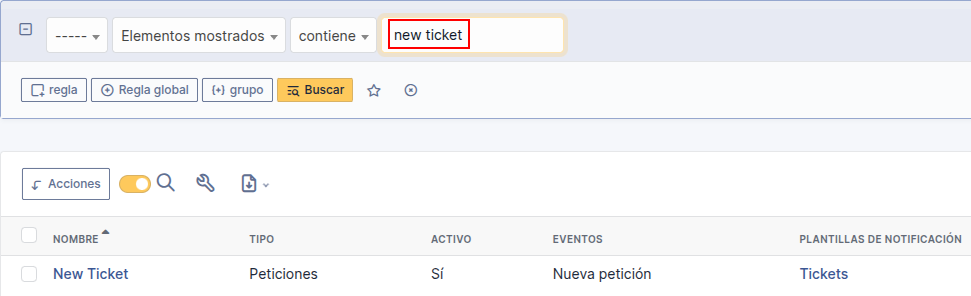 ----- Elementos mostrados contiene new ticket
regla Regla global grupo Buscar
Acciones
NOMBRE TIPO ACTIVO EVENTOS PLANTILLAS DE NOTIFICACIÓN
New Ticket Peticiones Sí Nueva petición Tickets